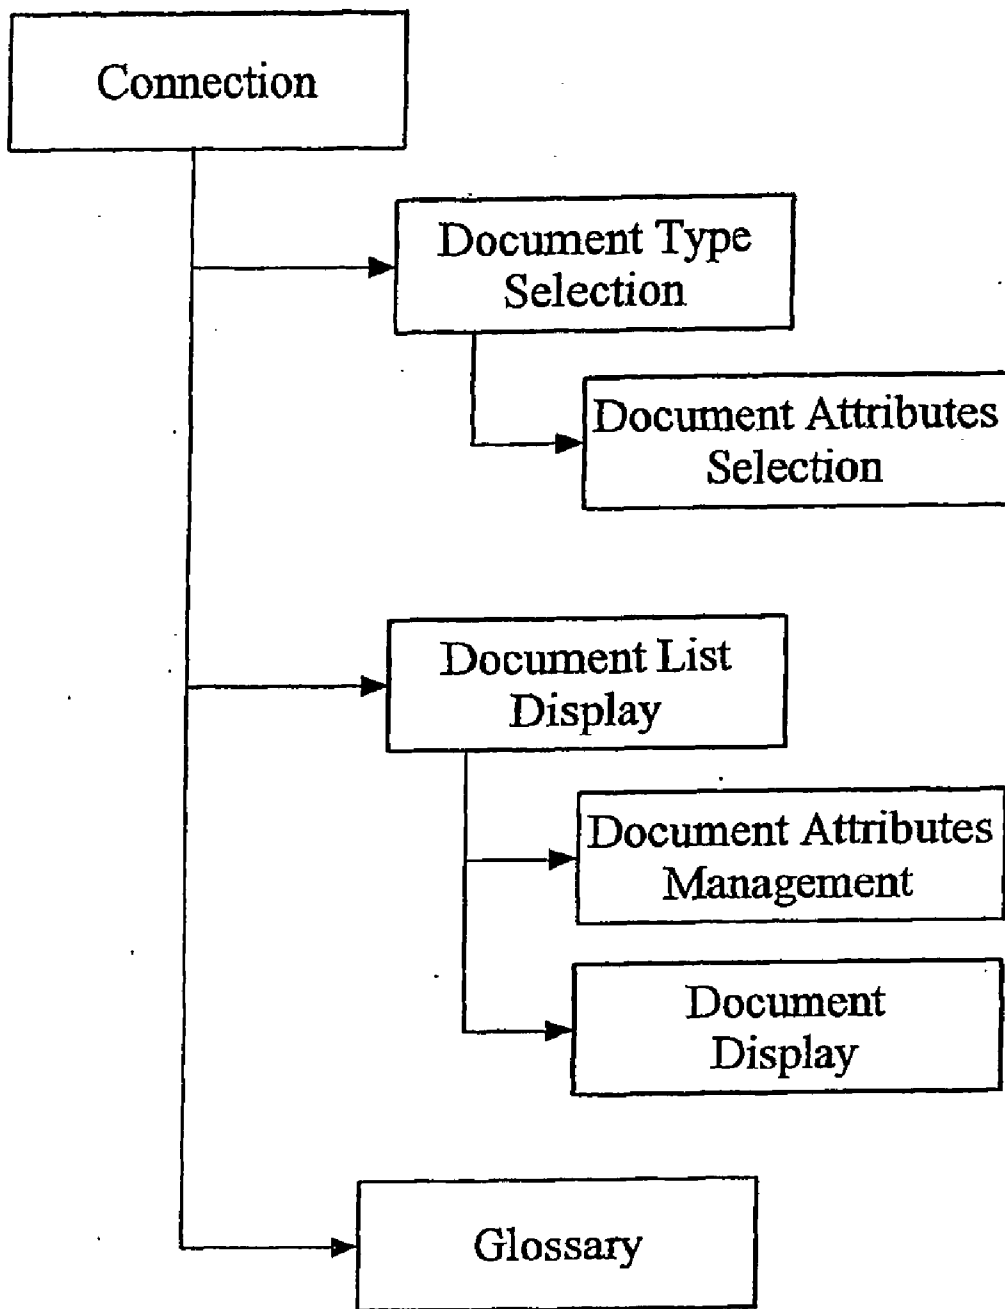 Connection
Document Type
Selection
Document Attributes
Selection
Document List
Display
Document Attributes
Management
Document
Display
Glossary